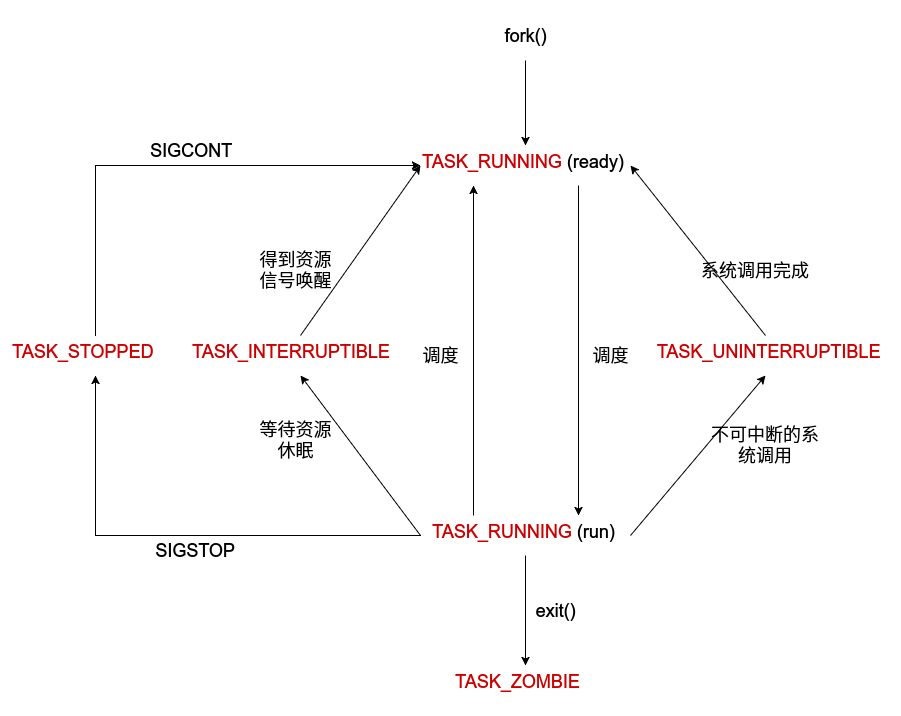 fork()
SIGCONT
TASK_RUNNING (ready)
得到资源
信号唤醒
系统调用完成
TASK_STOPPED
TASK_INTERRUPTIBLE
调度
调度
TASK_UNINTERRUPTIBLE
等待资源
休眠
不可中断的系
统调用
TASK_RUNNING (run)
SIGSTOP
exit()
TASK_ZOMBIE